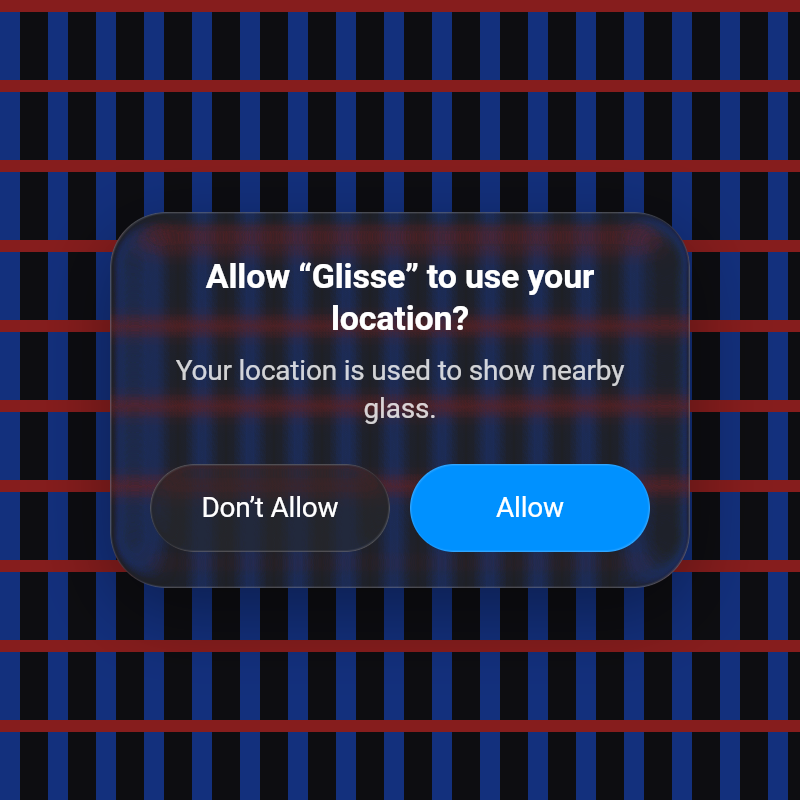 Allow “Glisse” to use your
location?
Your location is used to show nearby
glass.
Don’t Allow
Allow